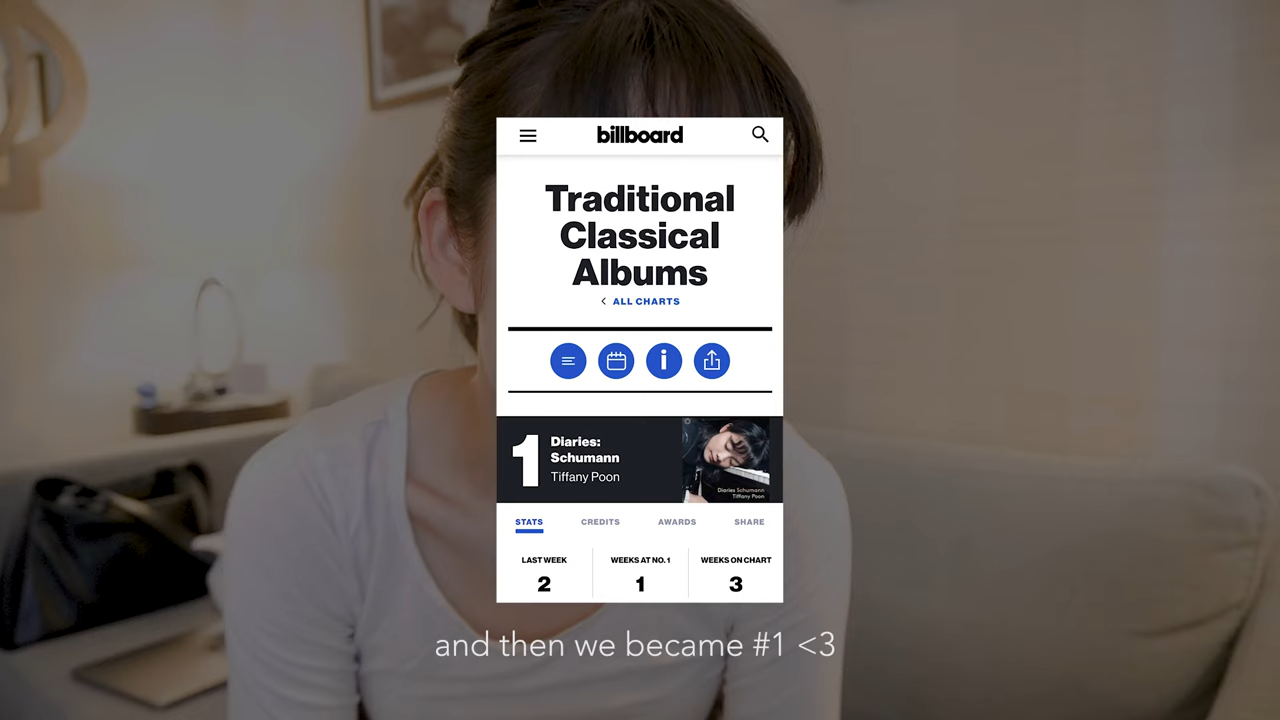 billboard
Traditional
Classical
Albums
< ALL CHARTS
i
1
Diaries:
Schumann
Tiffany Poon
Diaries Schumann
Tiffany Poon
STATS CREDITS AWARDS SHARE
LAST WEEK WEEKS AT NO. 1 WEEKS ON CHART
2 1 3
and then we became #1 <3